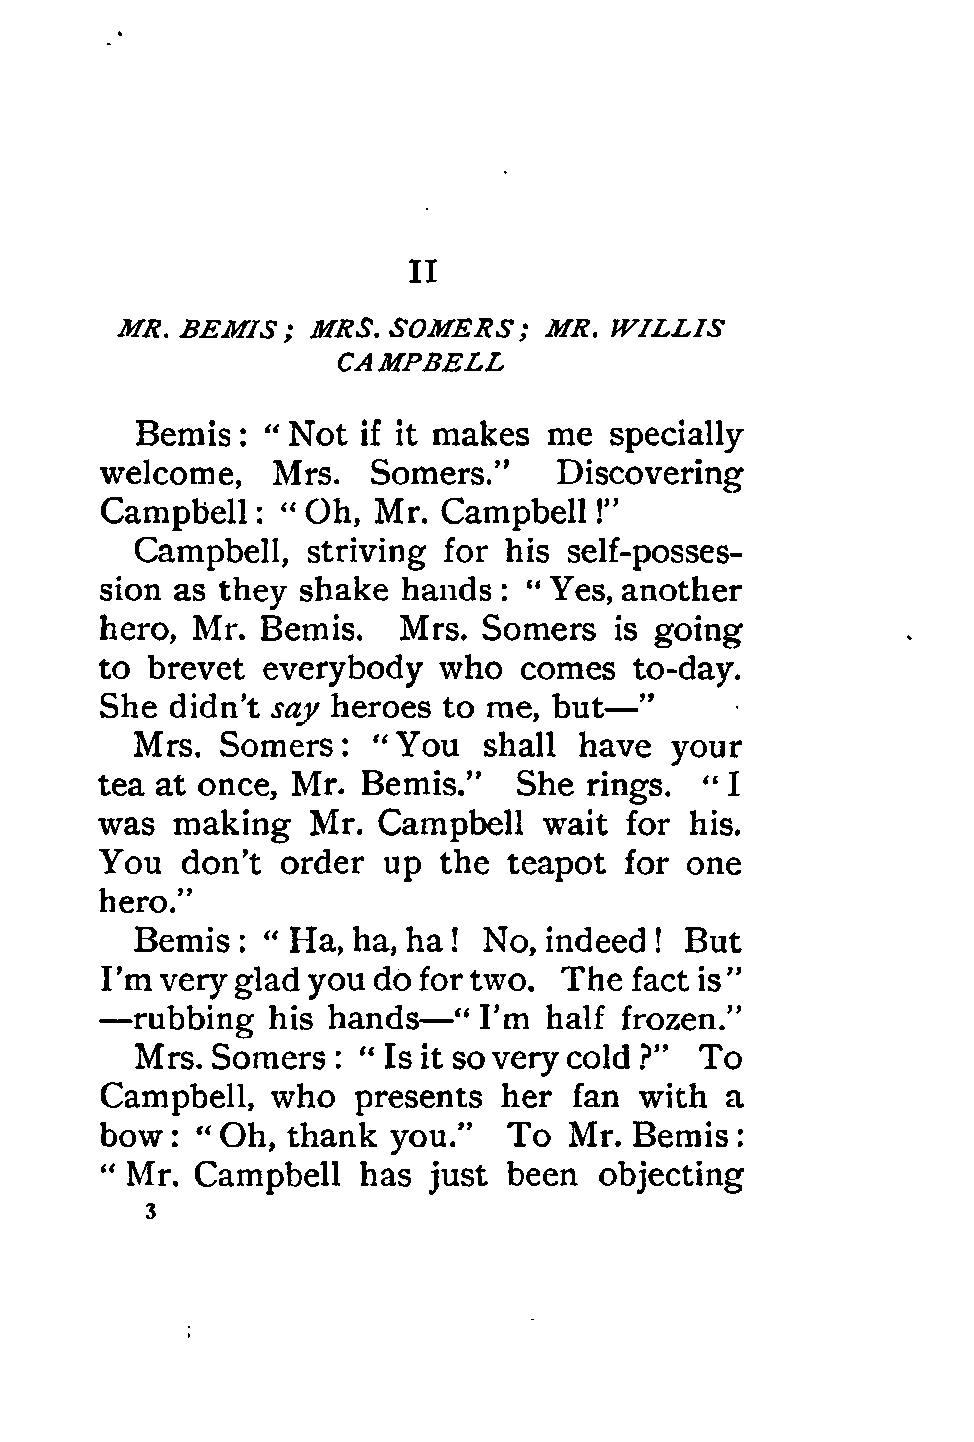 II
MR. BEMIS; MRS. SOMERS; MR. WILLIS
CAMPBELL
Bemis: “Not if it makes me specially
welcome, Mrs. Somers.” Discovering
Campbell: “Oh, Mr. Campbell!”
Campbell, striving for his self-posses-
sion as they shake hands: “Yes, another
hero, Mr. Bemis. Mrs. Somers is going
to brevet everybody who comes to-day.
She didn't say heroes to me, but—”
Mrs. Somers: “You shall have your
tea at once, Mr. Bemis.” She rings. “I
was making Mr. Campbell wait for his.
You don't order up the teapot for one
hero.”
Bemis: “Ha, ha, ha! No, indeed! But
I'm very glad you do for two. The fact is”
—rubbing his hands—“I'm half frozen.”
Mrs. Somers: “Is it so very cold?” To
Campbell, who presents her fan with a
bow: “Oh, thank you.” To Mr. Bemis:
“Mr. Campbell has just been objecting
3